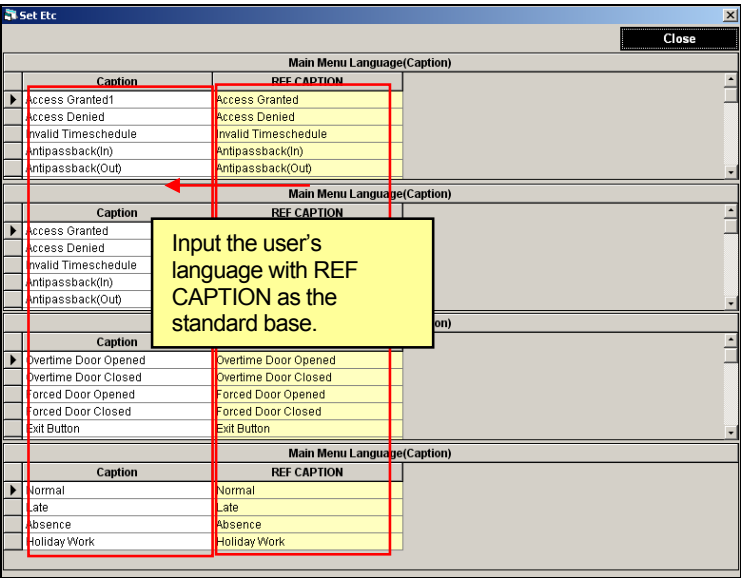 Set Etc
Close
Main Menu Language(Caption)
Caption REF CAPTION
Access Granted1 Access Granted
Access Denied Access Denied
Invalid Timeschedule Invalid Timeschedule
Antipassback(In) Antipassback(In)
Antipassback(Out) Antipassback(Out)
Main Menu Language(Caption)
Caption REF CAPTION
Access Granted
Access Denied
Invalid Timeschedule
Antipassback(In)
Antipassback(Out)
Input the user's
language with REF
CAPTION as the
standard base.
on)
Caption
Overtime Door Opened Overtime Door Opened
Overtime Door Closed Overtime Door Closed
Forced Door Opened Forced Door Opened
Forced Door Closed Forced Door Closed
Exit Button Exit Button
Main Menu Language(Caption)
Caption REF CAPTION
Normal Normal
Late Late
Absence Absence
Holiday Work Holiday Work